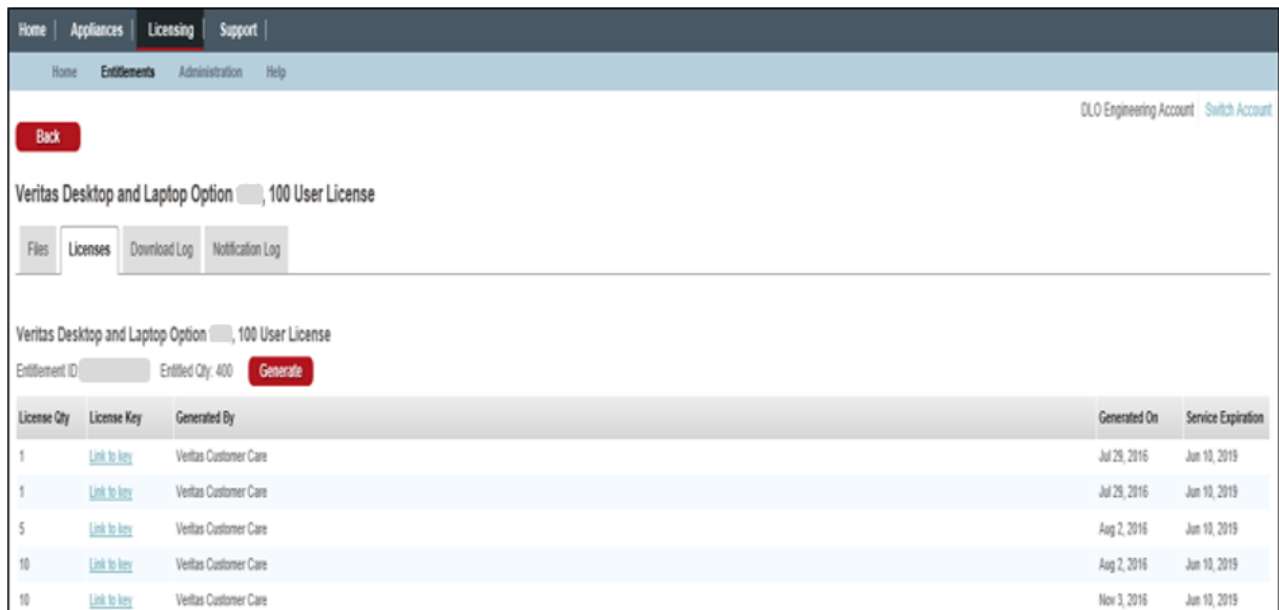 Home | Appliances | Licensing | Support |
Home Entitlements Administration Help
DLO Engineering Account Switch Account
Back
Veritas Desktop and Laptop Option , 100 User License
Files Licenses Download Log Notification Log
Veritas Desktop and Laptop Option , 100 User License
Entitlement ID Entitled Qty: 400 Generate
License Qty License Key Generated By Generated On Service Expiration
1 Link to key Veritas Customer Care Jul 29, 2016 Jun 10, 2019
1 Link to key Veritas Customer Care Jul 29, 2016 Jun 10, 2019
5 Link to key Veritas Customer Care Aug 2, 2016 Jun 10, 2019
10 Link to key Veritas Customer Care Aug 2, 2016 Jun 10, 2019
10 Link to key Veritas Customer Care Nov 3, 2016 Jun 10, 2019